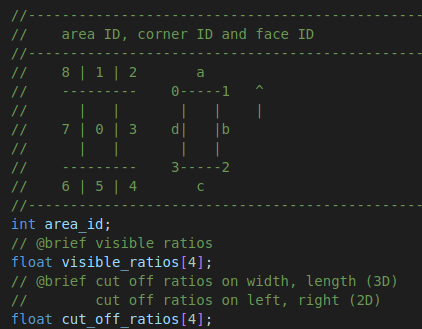 //------------------------------------------------
//    area ID, corner ID and face ID
//------------------------------------------------
//    8 | 1 | 2       a
//    ---------    0-----1   ^
//      |   |       |   |    |
//    7 | 0 | 3    d|   |b
//      |   |       |   |
//    ---------    3-----2
//    6 | 5 | 4       c
//------------------------------------------------
int area_id;
// @brief visible ratios
float visible_ratios[4];
// @brief cut off ratios on width, length (3D)
//        cut off ratios on left, right (2D)
float cut_off_ratios[4];